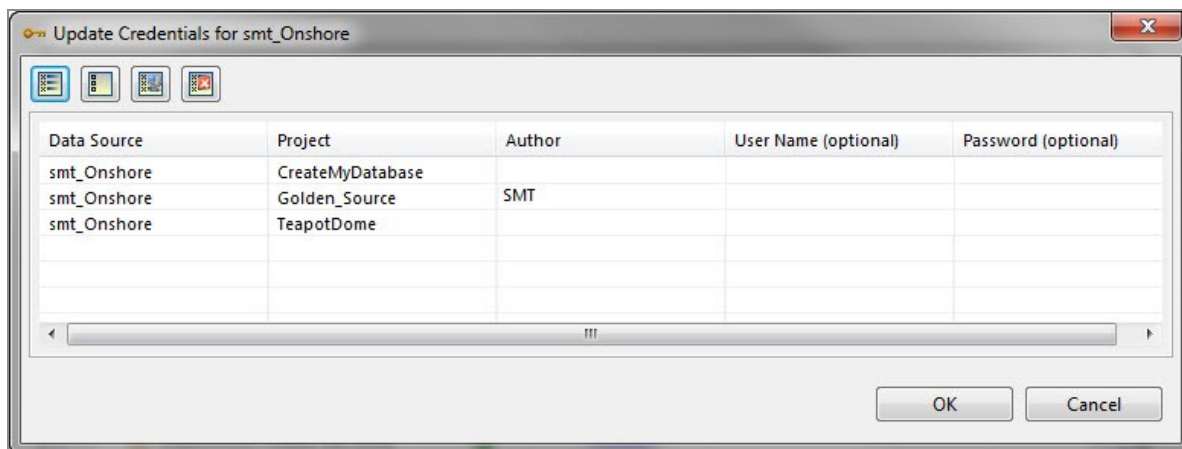 Update Credentials for smt_Onshore
Data Source Project Author User Name (optional) Password (optional)
smt_Onshore CreateMyDatabase
smt_Onshore Golden_Source SMT
smt_Onshore TeapotDome
OK Cancel